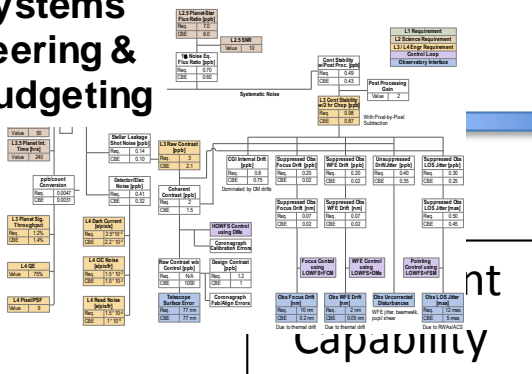 ystems
eering &
udgeting
L2.5 Planet-Star
Flux Ratio [ppb]
Req. 7.0
CBE 6.0
L2.5 SNR
Value 10
Noise Eq.
Flux Ratio [ppb]
Req. 0.70
CBE 0.60
Systematic Noise
Cont Stability
w/Post Proc. [ppb]
Req. 0.49
CBE 0.43
Post Processing
Gain
Value 2
L1 Requirement
L2 Science Requirement
L3 / L4 Engr Requirement
Control Loop
Observatory Interface
L3 Cont Stability
w/2 hr Chop [ppb]
Req. 0.98
CBE 0.87
With Pixel-by-Pixel
Subtraction
Value 50
L2.5 Planet Int.
Time [hrs]
Value 240
ppb/count
Conversion
Req. 0.0047
CBE 0.0031
L3 Planet Sig.
Throughput
Req. 1.2%
CBE 1.4%
L4 QE
Value 75%
L4 Pixel/PSF
Value 9
Stellar Leakage
Shot Noise [ppb]
Req. 0.14
CBE 0.10
Detector/Elec
Noise [ppb]
Req. 0.41
CBE 0.32
L4 Dark Current
[e/pix/s]
Req.
CBE
L4 CIC Noise
[e/pix/fr]
Req.
CBE
L4 Read Noise
[e/pix/fr]
Req.
CBE
L3 Raw Contrast
[ppb]
Req. 3
CBE 2.1
Coherent
Contrast [ppb]
Req. 2
CBE 1.5
HOWFS Control
using DMs
Coronagraph
Calibration Errors
Raw Contrast w/o
Control [ppb]
Req. N/A
CBE 1000
Design Contrast
[ppb]
Req. 1.2
CBE 1
Telescope
Surface Error
Req. 77 nm
CBE 77 nm
Coronagraph
Fab/Align Errors
CGI Internal Drift
[ppb]
Req. 0.8
CBE 0.75
Dominated by DM drifts
Suppressed Obs
Focus Drift [ppb]
Req. 0.20
CBE 0.02
Suppressed Obs
WFE Drift [ppb]
Req. 0.20
CBE 0.02
Unsuppressed
Drift/Jitter [ppb]
Req. 0.40
CBE 0.35
Suppressed Obs
LOS Jitter [ppb]
Req. 0.30
CBE 0.25
Suppressed Obs
Focus Drift [nm]
Req. 0.07
CBE 0.02
Suppressed Obs
WFE Drift [nm]
Req. 0.07
CBE 0.02
Suppressed Obs
LOS Jitter [mas]
Req. 0.50
CBE 0.45
Focus Control
using
LOWFS+FCM
WFE Control
using
LOWFS+DMs
Pointing
Control using
LOWFS+FSM
Obs Focus Drift
[nm]
Req. 10 nm
CBE 0.2 nm
Due to thermal drift
Obs WFE Drift
[nm]
Req. 2 nm
CBE 0.05 nm
Due to thermal drift
Obs Uncorrected
Disturbances
WFE jitter, beamwalk,
pupil shear
Obs LOS Jitter
[mas]
Req. 12 mas
CBE 5 mas
Due to RWAs/ACS
nt
Capability